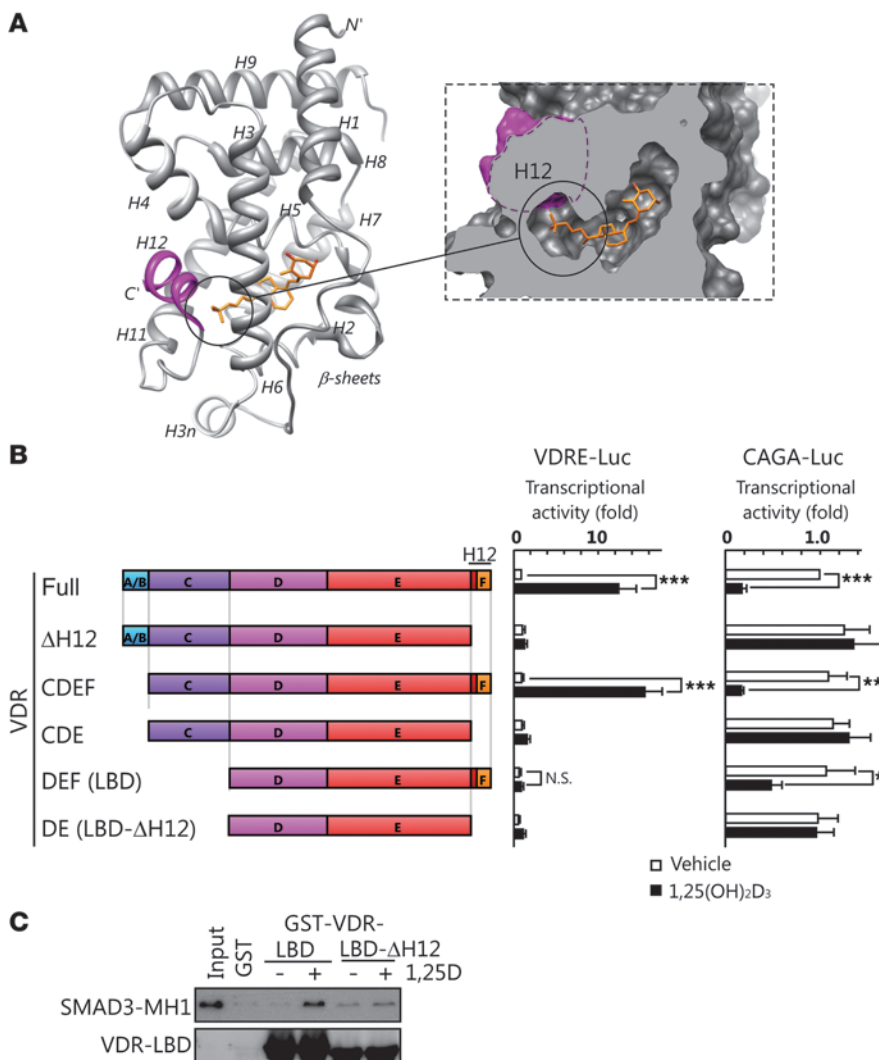 A
N'
H9
H3
H1
H8
H4
H5
H7
H12
C'
H11
H2
H6
β-sheets
H3n
H12
B
VDRE-Luc
CAGA-Luc
Transcriptional activity (fold)
Transcriptional activity (fold)
0 10
0 1.0
H12
VDR
Full
A/B C D E F
***
***
ΔH12
A/B C D E
CDEF
C D E F
***
**
CDE
C D E
DEF (LBD)
D E F
N.S.
*
DE (LBD-ΔH12)
D E
Vehicle
1,25(OH)₂D₃
C
GST-VDR-
Input GST LBD LBD-ΔH12
- + - + 1,25D
SMAD3-MH1
VDR-LBD